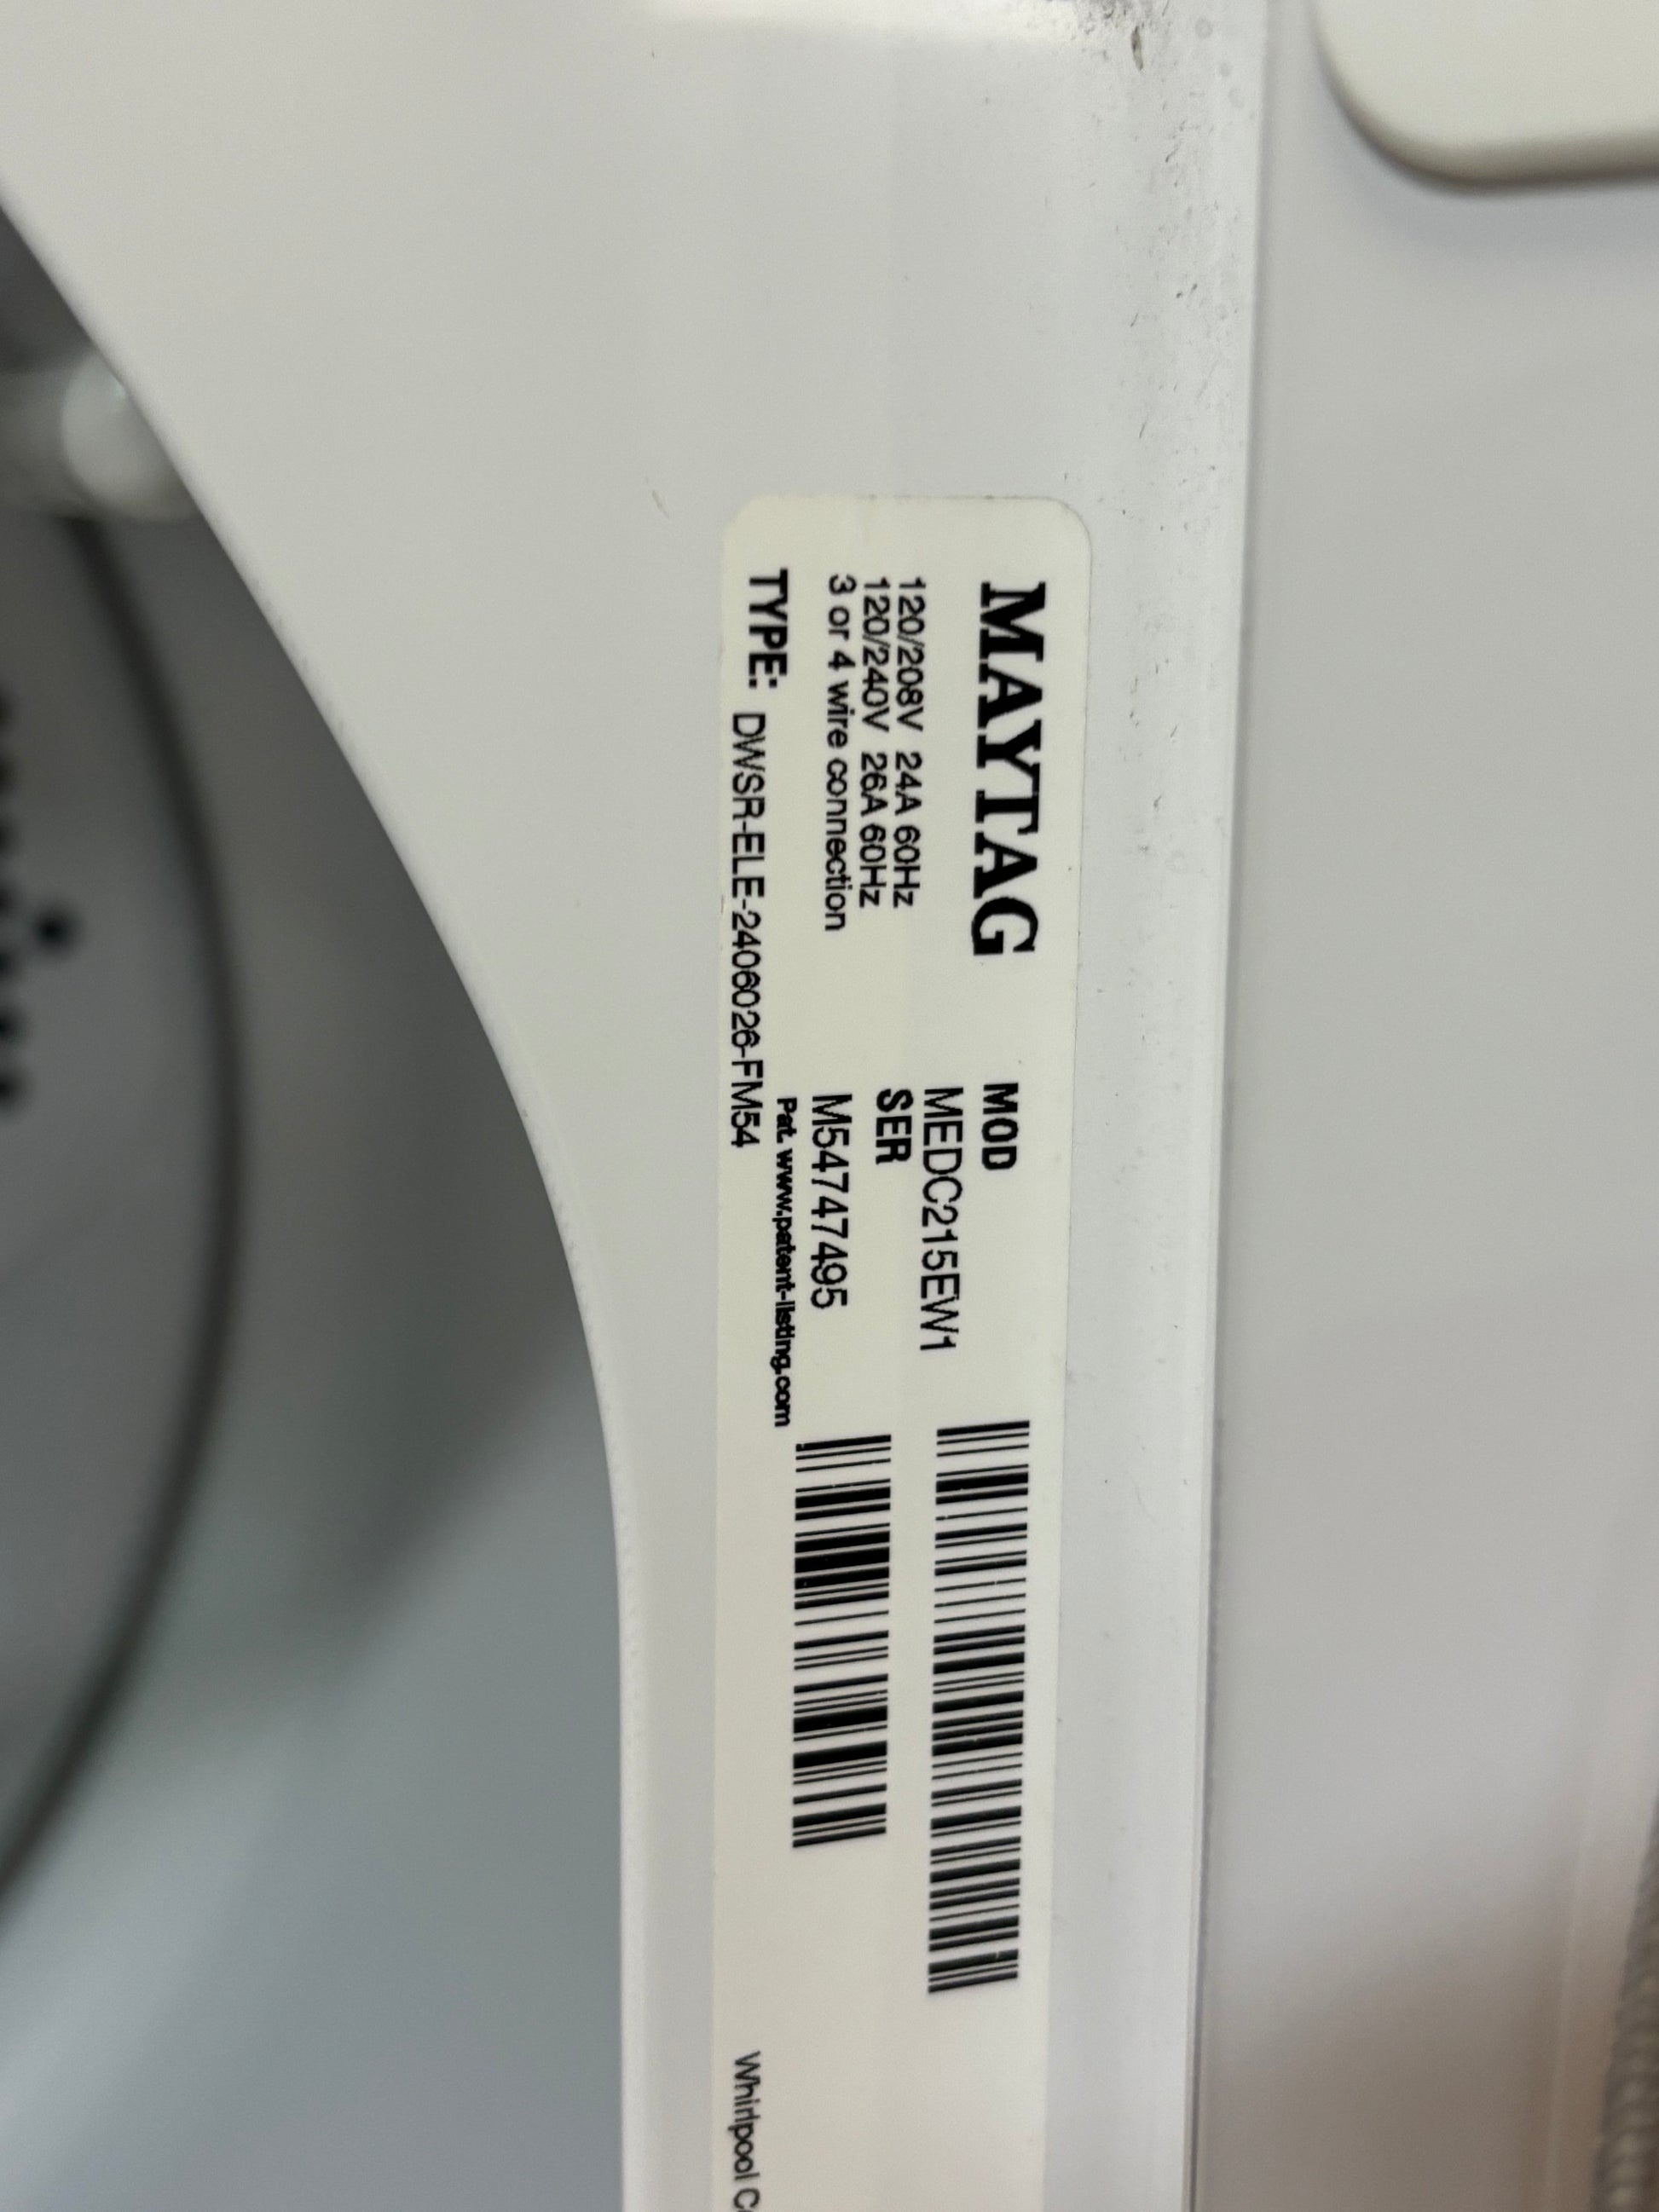 MAYTAG
120/208V 24A 60Hz
120/240V 26A 60Hz
3 or 4 wire connection
TYPE: DWSR-ELE-2406026-FM54
MOD
MEDC215EW1
SER
M54747495
Pat. www.patent-listing.com
Whirlpool